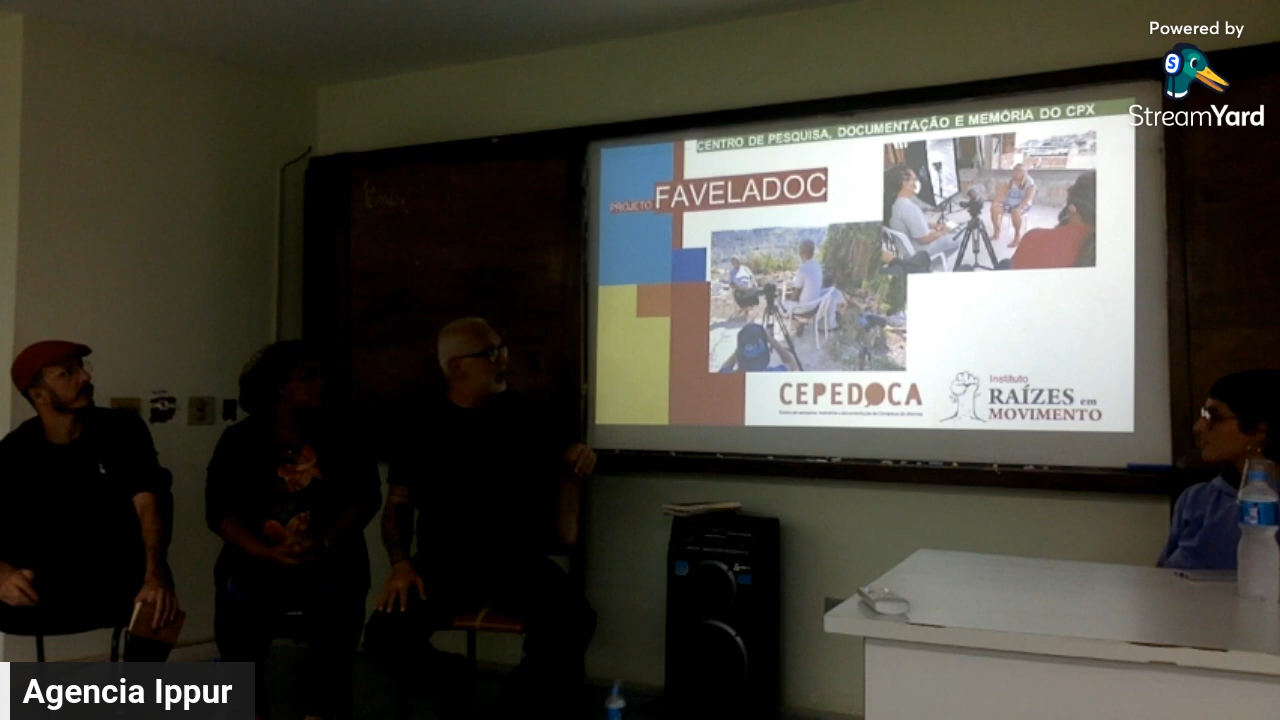 Powered by
StreamYard
CENTRO DE PESQUISA, DOCUMENTAÇÃO E MEMÓRIA DO CPX
PROJETO FAVELADOC
CEPEDOCA
Instituto
RAÍZES em
MOVIMENTO
Agencia Ippur